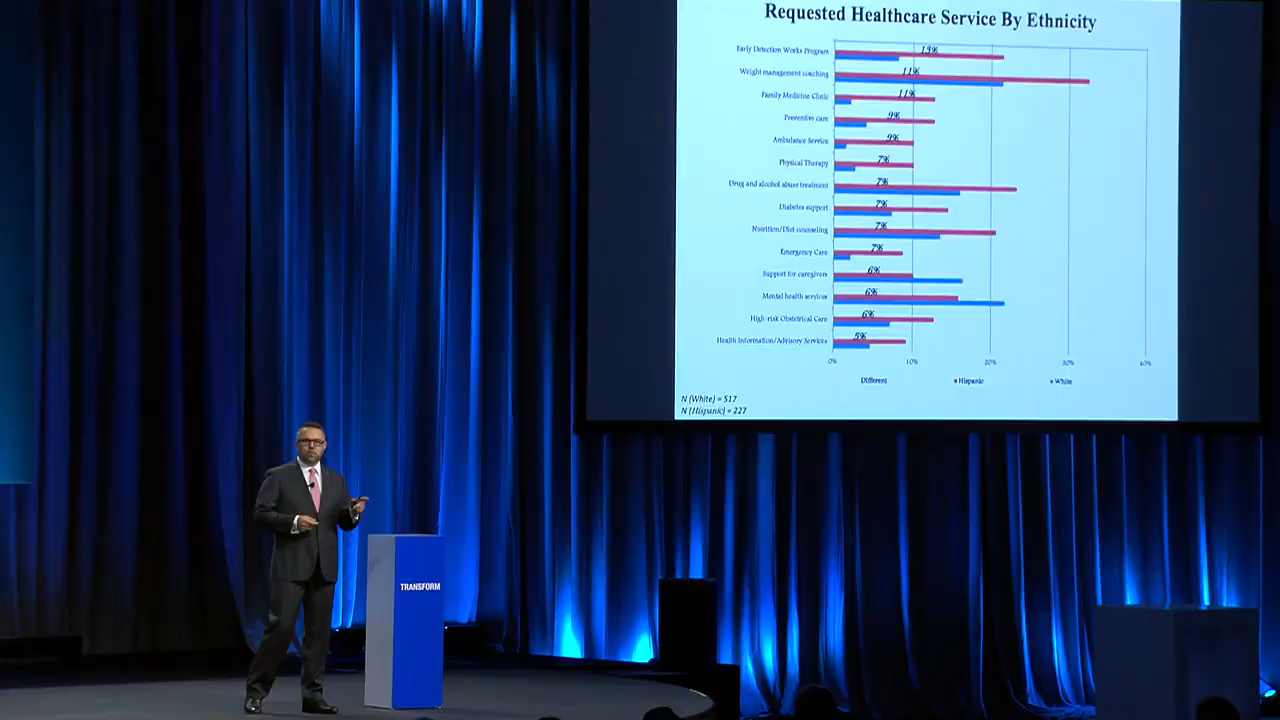 Requested Healthcare Service By Ethnicity
Early Detection Works Program
13%
Weight management coaching
11%
Family Medicine Clinic
11%
Preventive care
9%
Ambulance Service
9%
Physical Therapy
7%
Drug and alcohol abuse treatment
7%
Diabetes support
7%
Nutrition/Diet counseling
7%
Emergency Care
7%
Support for caregivers
6%
Mental health services
6%
High-risk Obstetrical Care
6%
Health Information/Advisory Services
5%
0% 10% 20% 30% 40%
Different Hispanic White
N (White) = 517
N (Hispanic) = 227
TRANSFORM